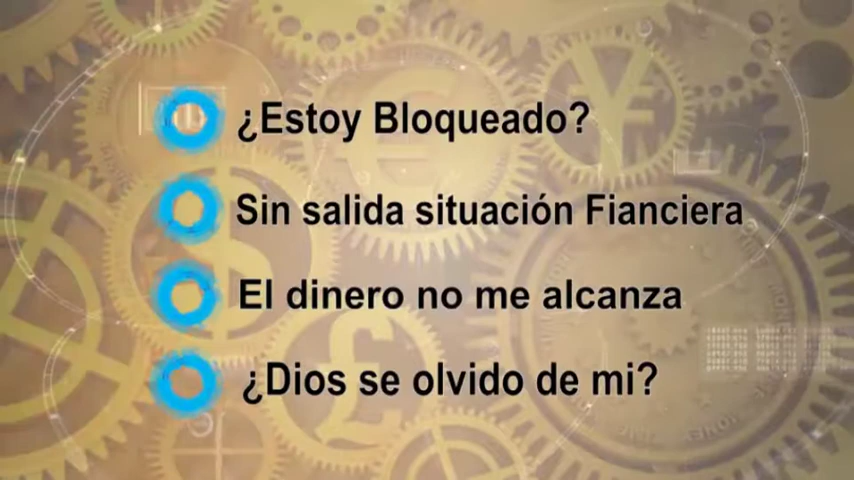 ¿Estoy Bloqueado?
Sin salida situación Fianciera
El dinero no me alcanza
¿Dios se olvido de mi?